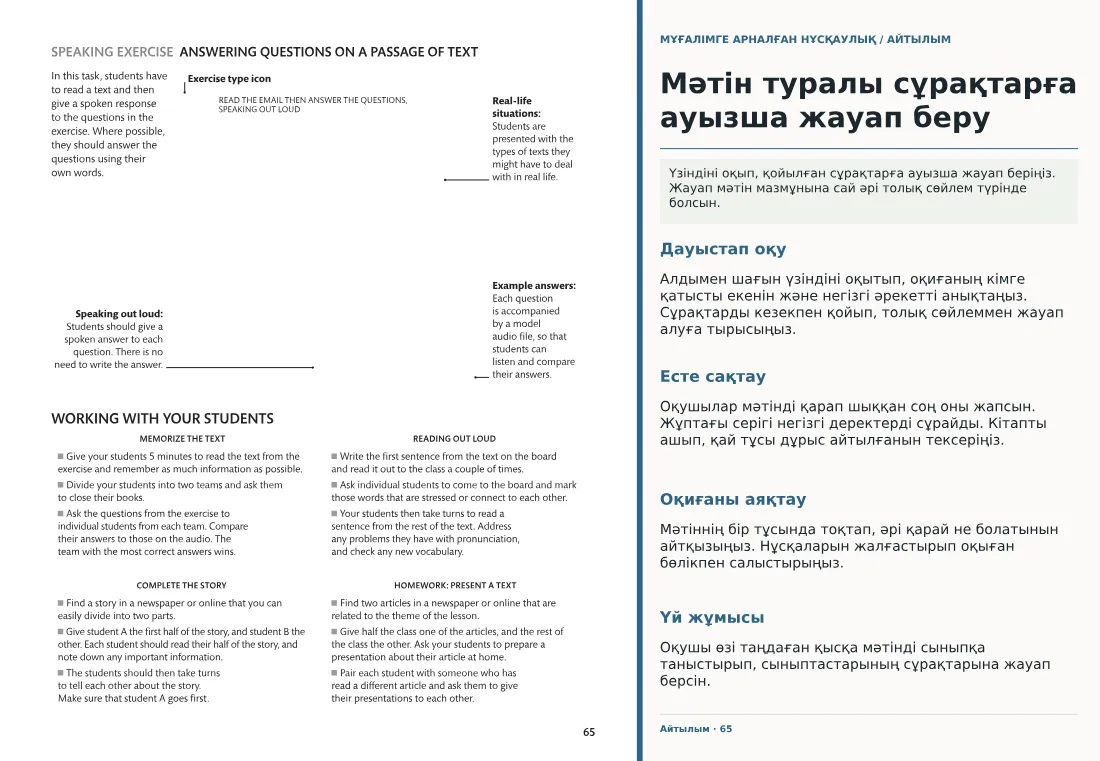 SPEAKING EXERCISE ANSWERING QUESTIONS ON A PASSAGE OF TEXT
In this task, students have
to read a text and then
give a spoken response
to the questions in the
exercise. Where possible,
they should answer the
questions using their
own words.
Exercise type icon
READ THE EMAIL THEN ANSWER THE QUESTIONS,
SPEAKING OUT LOUD
Real-life
situations:
Students are
presented with the
types of texts they
might have to deal
with in real life.
Speaking out loud:
Students should give a
spoken answer to each
question. There is no
need to write the answer.
Example answers:
Each question
is accompanied
by a model
audio file, so that
students can
listen and compare
their answers.
WORKING WITH YOUR STUDENTS
MEMORIZE THE TEXT
Give your students 5 minutes to read the text from the
exercise and remember as much information as possible.
Divide your students into two teams and ask them
to close their books.
Ask the questions from the exercise to
individual students from each team. Compare
their answers to those on the audio. The
team with the most correct answers wins.
READING OUT LOUD
Write the first sentence from the text on the board
and read it out to the class a couple of times.
Ask individual students to come to the board and mark
those words that are stressed or connect to each other.
Your students then take turns to read a
sentence from the rest of the text. Address
any problems they have with pronunciation,
and check any new vocabulary.
COMPLETE THE STORY
Find a story in a newspaper or online that you can
easily divide into two parts.
Give student A the first half of the story, and student B the
other. Each student should read their half of the story, and
note down any important information.
The students should then take turns
to tell each other about the story.
Make sure that student A goes first.
HOMEWORK: PRESENT A TEXT
Find two articles in a newspaper or online that are
related to the theme of the lesson.
Give half the class one of the articles, and the rest of
the class the other. Ask your students to prepare a
presentation about their article at home.
Pair each student with someone who has
read a different article and ask them to give
their presentations to each other.
65
МҰҒАЛІМГЕ АРНАЛҒАН НҰСҚАУЛЫҚ / АЙТЫЛЫМ
Мәтін туралы сұрақтарға
ауызша жауап беру
Үзіндіні оқып, қойылған сұрақтарға ауызша жауап беріңіз.
Жауап мәтін мазмұнына сай әрі толық сөйлем түрінде
болсын.
Дауыстап оқу
Алдымен шағын үзіндіні оқытып, оқиғаның кімге
қатысты екенін және негізгі әрекетті анықтаңыз.
Сұрақтарды кезекпен қойып, толық сөйлеммен жауап
алуға тырысыңыз.
Есте сақтау
Оқушылар мәтінді қарап шыққан соң оны жапсын.
Жұптағы серігі негізгі деректерді сұрайды. Кітапты
ашып, қай тұсы дұрыс айтылғанын тексеріңіз.
Оқиғаны аяқтау
Мәтіннің бір тұсында тоқтап, әрі қарай не болатынын
айтқызыңыз. Нұсқаларын жалғастырып оқыған
бөлікпен салыстырыңыз.
Үй жұмысы
Оқушы өзі таңдаған қысқа мәтінді сыныпқа
таныстырып, сыныптастарының сұрақтарына жауап
берсін.
Айтылым · 65